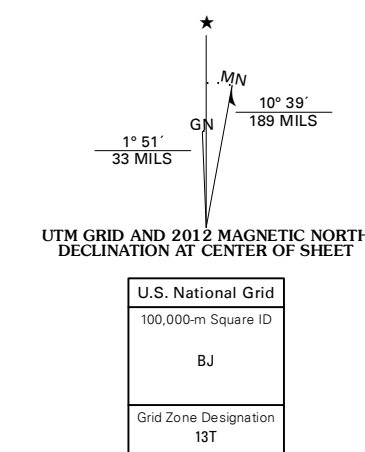 ★
MN
GN
10° 39´
189 MILS
1° 51´
33 MILS
UTM GRID AND 2012 MAGNETIC NORTH
DECLINATION AT CENTER OF SHEET
U.S. National Grid
100,000-m Square ID
BJ
Grid Zone Designation
13T